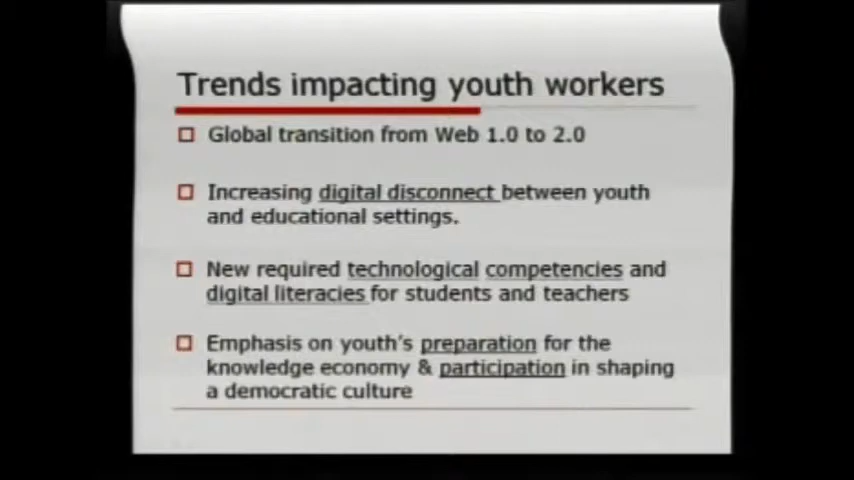 Trends impacting youth workers
Global transition from Web 1.0 to 2.0
Increasing digital disconnect between youth
and educational settings.
New required technological competencies and
digital literacies for students and teachers
Emphasis on youth's preparation for the
knowledge economy & participation in shaping
a democratic culture